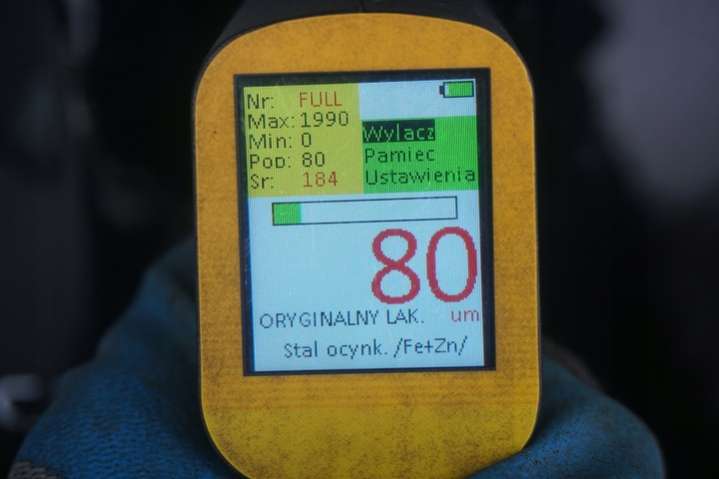 Nr: FULL
Max: 1990
Min: 0
Pop: 80
Sr: 184
Wylacz
Pamiec
Ustawienia
80
ORYGINALNY LAK. um
Stal ocynk. /Fe+Zn/